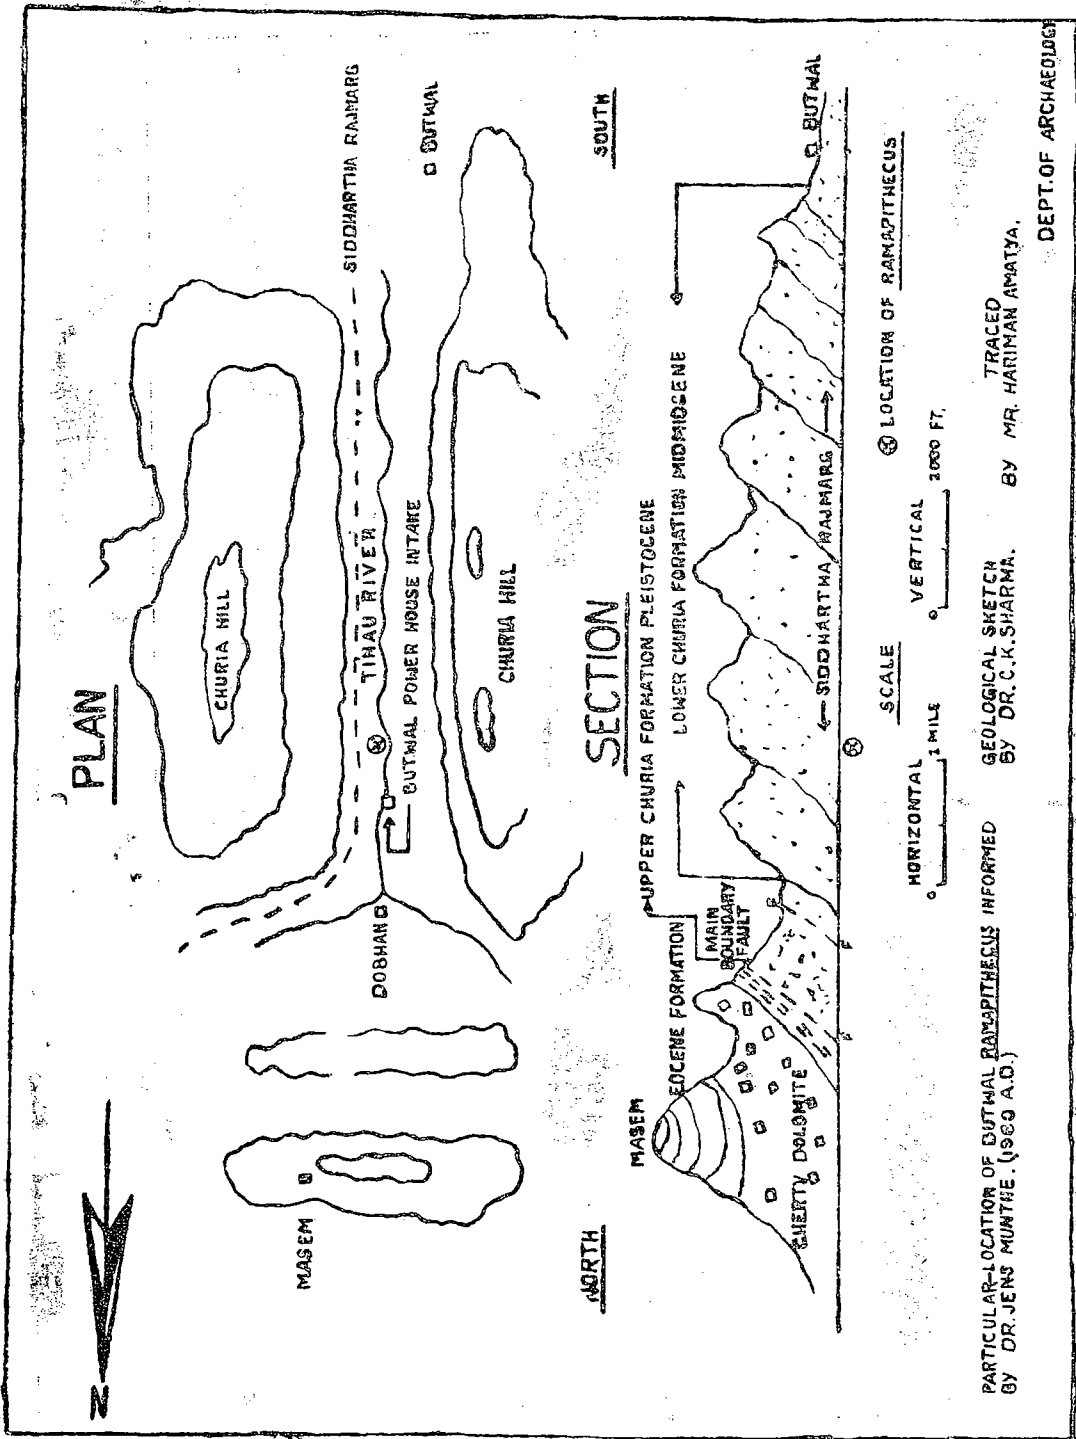 PLAN
N
MASEM
DOBHAN
CHURIA HILL
SIDDHARTHA RAJMARG
TINAU RIVER
BUTWAL POWER HOUSE INTAKE
BUTWAL
CHURIA HILL
NORTH
SOUTH
SECTION
MASEM
EOCENE FORMATION
MAIN
BOUNDARY
FAULT
UPPER CHURIA FORMATION PLEISTOCENE
LOWER CHURIA FORMATION MIDMIOCENE
BUTWAL
CHERTY DOLOMITE
F
F
SIDDHARTHA RAJMARG
LOCATION OF RAMAPITHECUS
SCALE
HORIZONTAL
0 1 MILE
VERTICAL
0 2000 FT.
PARTICULAR-LOCATION OF BUTWAL RAMAPITHECUS INFORMED
BY DR. JENS MUNTHE. (1980 A.D.)
GEOLOGICAL SKETCH
BY DR. C.K. SHARMA.
TRACED
BY MR. HARIMAN AMATYA.
DEPT. OF ARCHAEOLOGY